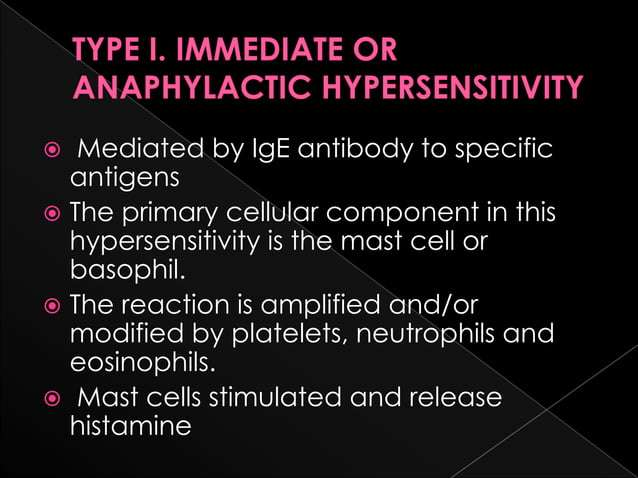 TYPE I. IMMEDIATE OR
ANAPHYLACTIC HYPERSENSITIVITY
Mediated by IgE antibody to specific
antigens
The primary cellular component in this
hypersensitivity is the mast cell or
basophil.
The reaction is amplified and/or
modified by platelets, neutrophils and
eosinophils.
Mast cells stimulated and release
histamine